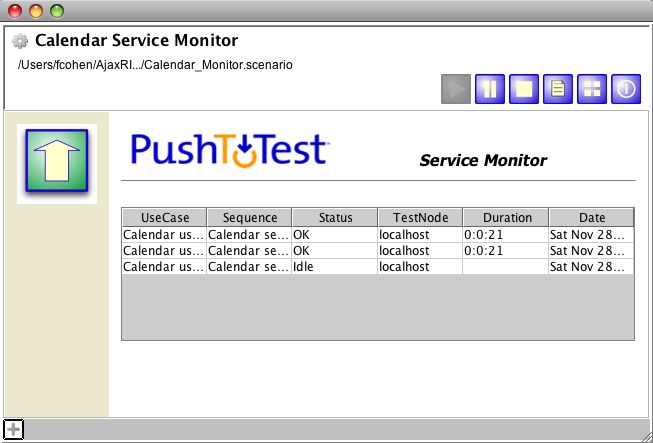 Calendar Service Monitor
/Users/fcohen/AjaxRI.../Calendar_Monitor.scenario
PushToTest
Service Monitor
UseCase Sequence Status TestNode Duration Date
Calendar us... Calendar se... OK localhost 0:0:21 Sat Nov 28...
Calendar us... Calendar se... OK localhost 0:0:21 Sat Nov 28...
Calendar us... Calendar se... Idle localhost Sat Nov 28...